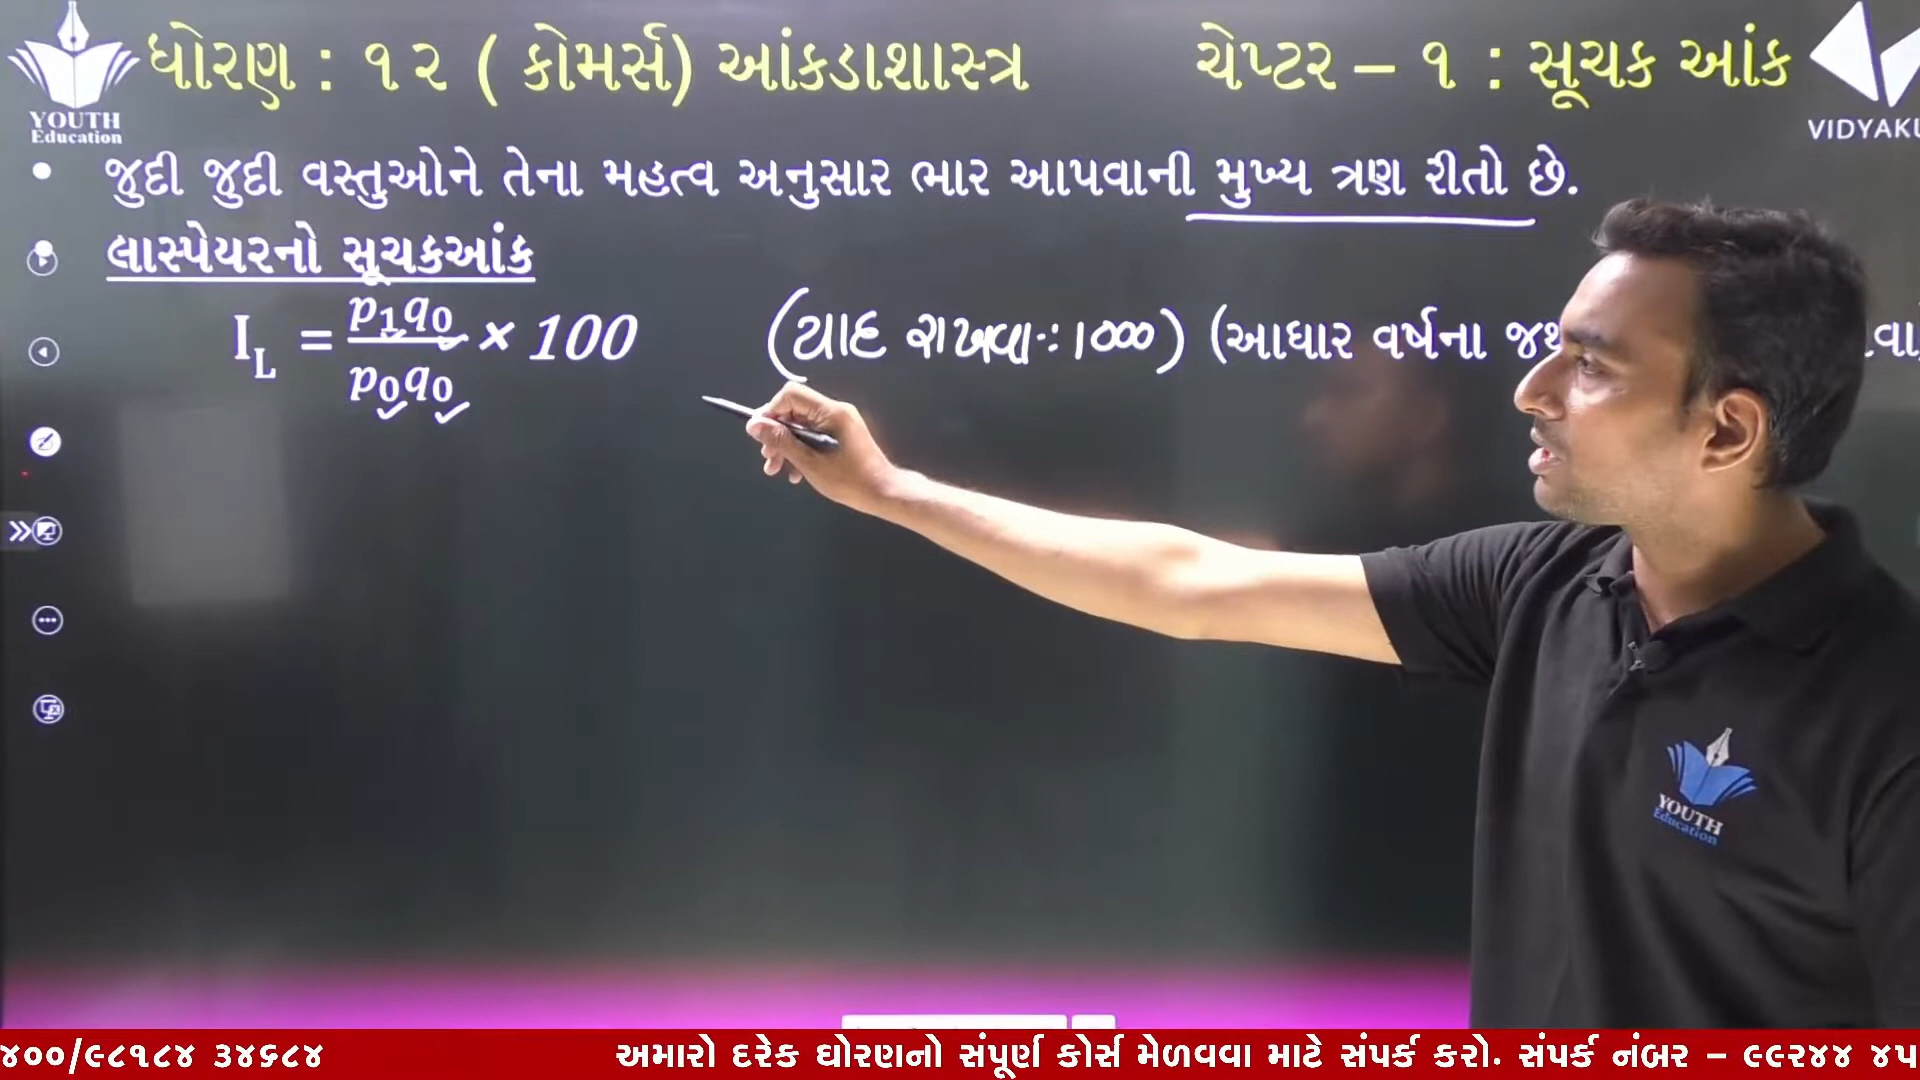 ધોરણ : ૧૨ ( કોમર્સ) આંકડાશાસ્ત્ર ચેપ્ટર – ૧ : સૂચક આંક
YOUTH
Education
VIDYAKU
• જુદી જુદી વસ્તુઓને તેના મહત્વ અનુસાર ભાર આપવાની મુખ્ય ત્રણ રીતો છે.
• લાસ્પેયરનો સૂચકઆંક
I_L = p₁q₀ / p₀q₀ × 100 (યાદ રાખવા : 1000) (આધાર વર્ષના
YOUTH
Education
૪૦૦/૯૮૧૮૪ ૩૪૬૮૪ અમારો દરેક ધોરણનો સંપૂર્ણ કોર્સ મેળવવા માટે સંપર્ક કરો. સંપર્ક નંબર – ૯૯૨૪૪ ૪૫